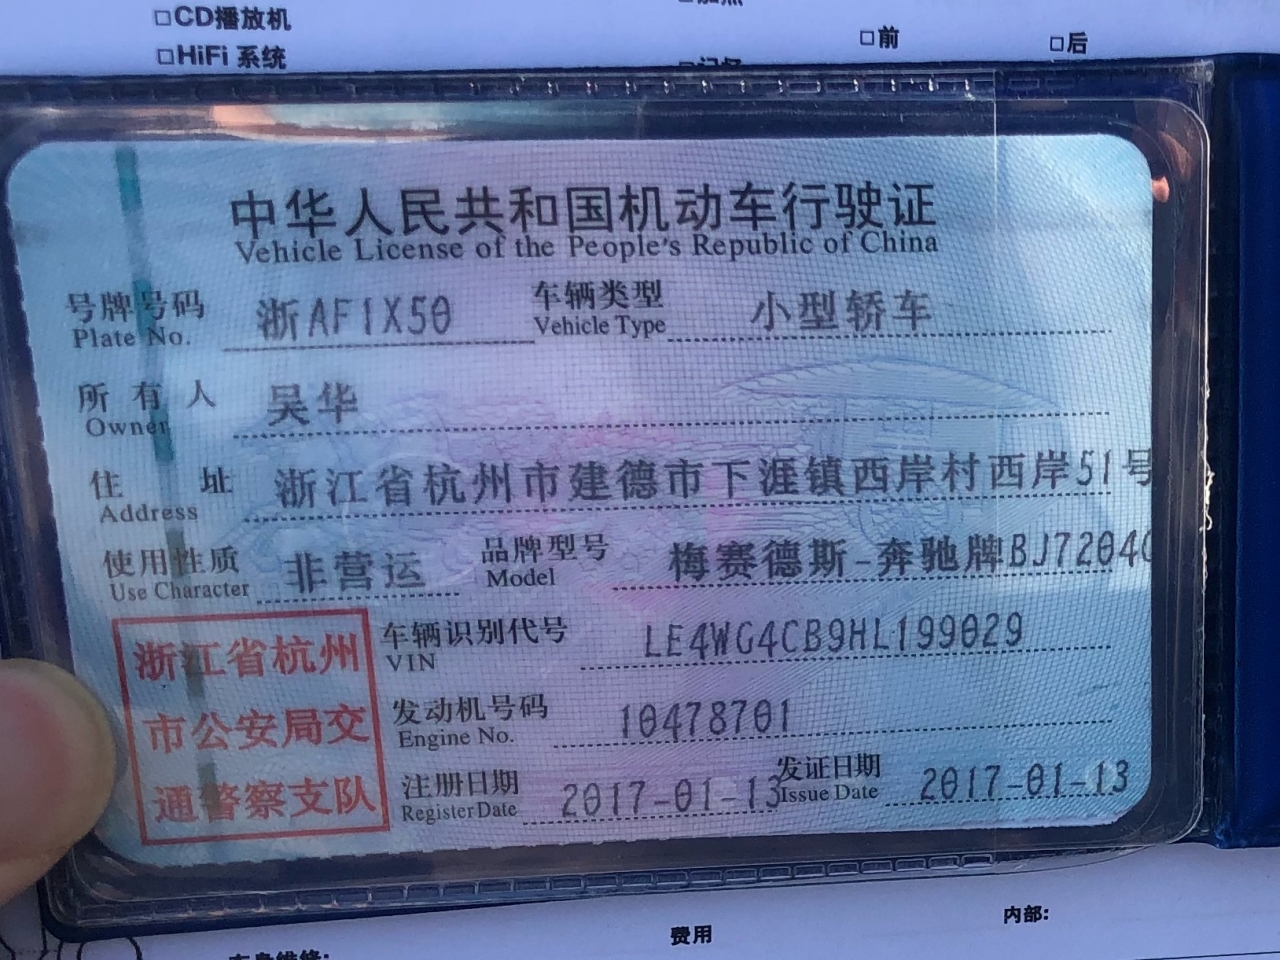 □CD播放机
□HiFi 系统
□前
□后
中华人民共和国机动车行驶证
Vehicle License of the People's Republic of China
号牌号码 浙AF1X50 车辆类型 小型轿车
Plate No. Vehicle Type
所有人 吴华
Owner
住址 浙江省杭州市建德市下涯镇西岸村西岸51号
Address
使用性质 非营运 品牌型号 梅赛德斯-奔驰牌BJ7204
Use Character Model
浙江省杭州
市公安局交
通警察支队
车辆识别代号 LE4WG4CB9HL199029
VIN
发动机号码 10478701
Engine No.
注册日期 2017-01-13 发证日期 2017-01-13
Register Date Issue Date
内部:
费用